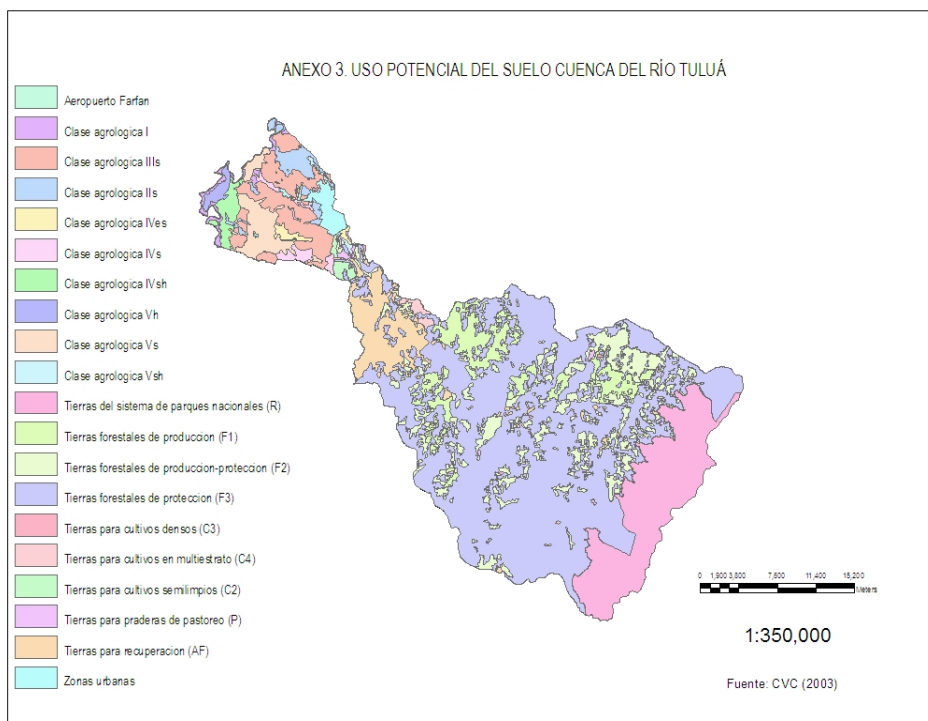 ANEXO 3. USO POTENCIAL DEL SUELO CUENCA DEL RÍO TULUÁ
Aeropuerto Farfan
Clase agrologica I
Clase agrologica IIIs
Clase agrologica IIs
Clase agrologica IVes
Clase agrologica IVs
Clase agrologica IVsh
Clase agrologica Vh
Clase agrologica Vs
Clase agrologica Vsh
Tierras del sistema de parques nacionales (R)
Tierras forestales de produccion (F1)
Tierras forestales de produccion-proteccion (F2)
Tierras forestales de proteccion (F3)
Tierras para cultivos densos (C3)
Tierras para cultivos en multiestrato (C4)
Tierras para cultivos semilimpios (C2)
Tierras para praderas de pastoreo (P)
Tierras para recuperacion (AF)
Zonas urbanas
0 1,900 3,800 7,600 11,400 15,200
Meters
1:350,000
Fuente: CVC (2003)